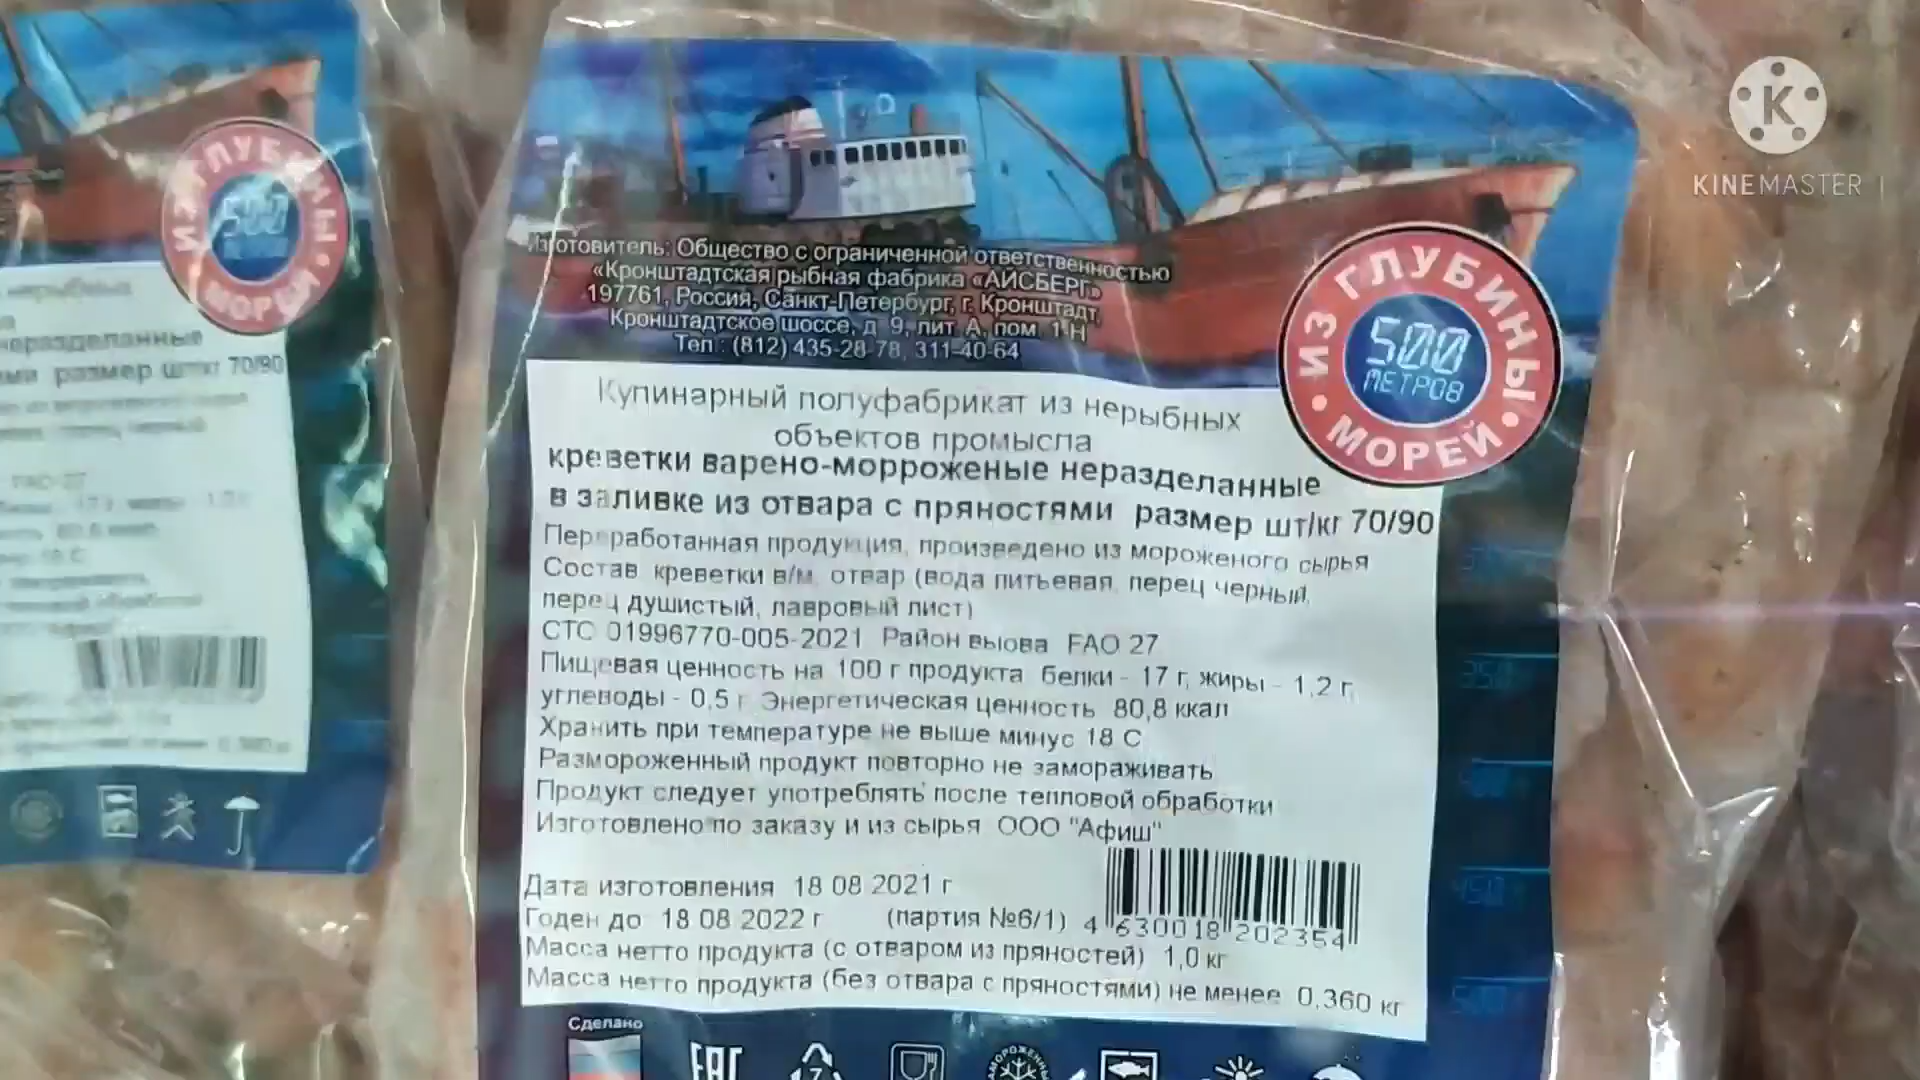 KINEMASTER
Изготовитель: Общество с ограниченной ответственностью
«Кронштадтская рыбная фабрика «АЙСБЕРГ»
197761, Россия, Санкт-Петербург, г. Кронштадт,
Кронштадтское шоссе, д. 9, лит. А, пом. 1-Н
Тел.: (812) 435-28-78, 311-40-64
ИЗ ГЛУБИНЫ МОРЕЙ
500
МЕТРОВ
Кулинарный полуфабрикат из нерыбных
объектов промысла
креветки варено-морроженые неразделанные
в заливке из отвара с пряностями размер шт/кг 70/90
Переработанная продукция, произведено из мороженого сырья
Состав креветки в/м, отвар (вода питьевая, перец черный,
перец душистый, лавровый лист)
СТО 01996770-005-2021 Район вылова FAO 27
Пищевая ценность на 100 г продукта белки - 17 г, жиры - 1,2 г,
углеводы - 0,5 г Энергетическая ценность 80,8 ккал
Хранить при температуре не выше минус 18 С
Размороженный продукт повторно не замораживать
Продукт следует употреблять после тепловой обработки
Изготовлено по заказу и из сырья ООО "Афиш"
Дата изготовления 18 08 2021 г
Годен до 18 08 2022 г (партия №6/1) 4 630018 202354
Масса нетто продукта (с отваром из пряностей) 1,0 кг
Масса нетто продукта (без отвара с пряностями) не менее 0,360 кг
Сделано
EAC
7
ИЗ ГЛУБИНЫ МОРЕЙ
500
нерыбных
неразделанные
размер шт/кг 70/90
FAO 27